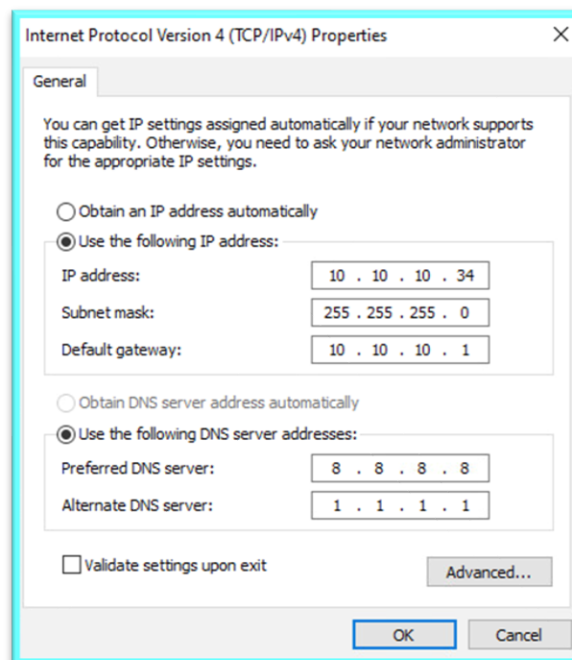 Internet Protocol Version 4 (TCP/IPv4) Properties
General
You can get IP settings assigned automatically if your network supports
this capability. Otherwise, you need to ask your network administrator
for the appropriate IP settings.
Obtain an IP address automatically
Use the following IP address:
IP address: 10 . 10 . 10 . 34
Subnet mask: 255 . 255 . 255 . 0
Default gateway: 10 . 10 . 10 . 1
Obtain DNS server address automatically
Use the following DNS server addresses:
Preferred DNS server: 8 . 8 . 8 . 8
Alternate DNS server: 1 . 1 . 1 . 1
Validate settings upon exit
Advanced...
OK Cancel